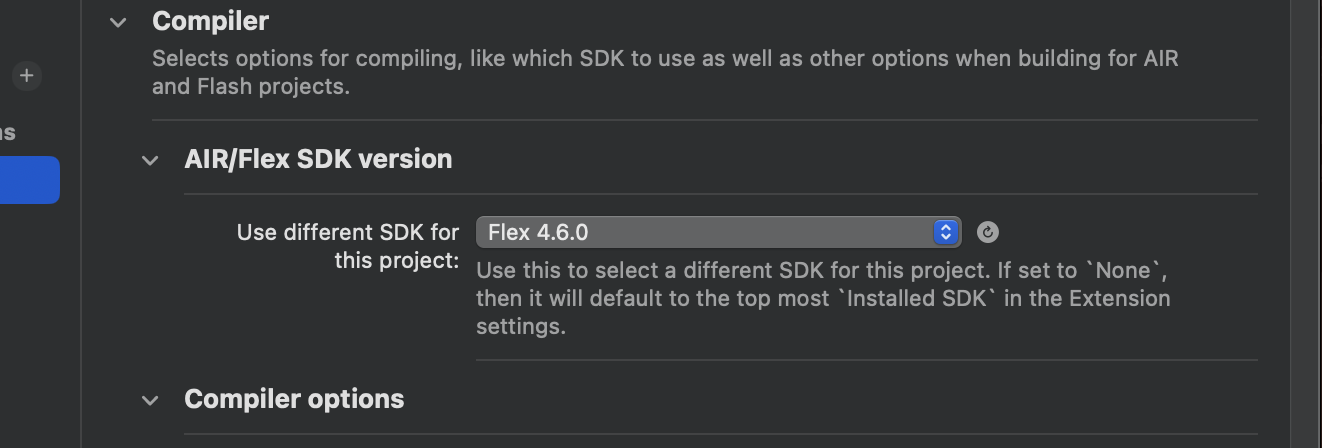 Compiler
Selects options for compiling, like which SDK to use as well as other options when building for AIR
and Flash projects.
AIR/Flex SDK version
Use different SDK for
this project:
Flex 4.6.0
Use this to select a different SDK for this project. If set to `None`,
then it will default to the top most `Installed SDK` in the Extension
settings.
Compiler options